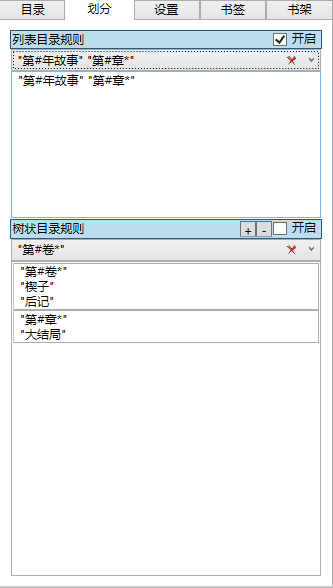 目录 划分 设置 书签 书架
列表目录规则 开启
"第#年故事" "第#章*"
"第#年故事" "第#章*"
树状目录规则 + - 开启
"第#卷*"
"第#卷*"
"楔子"
"后记"
"第#章*"
"大结局"